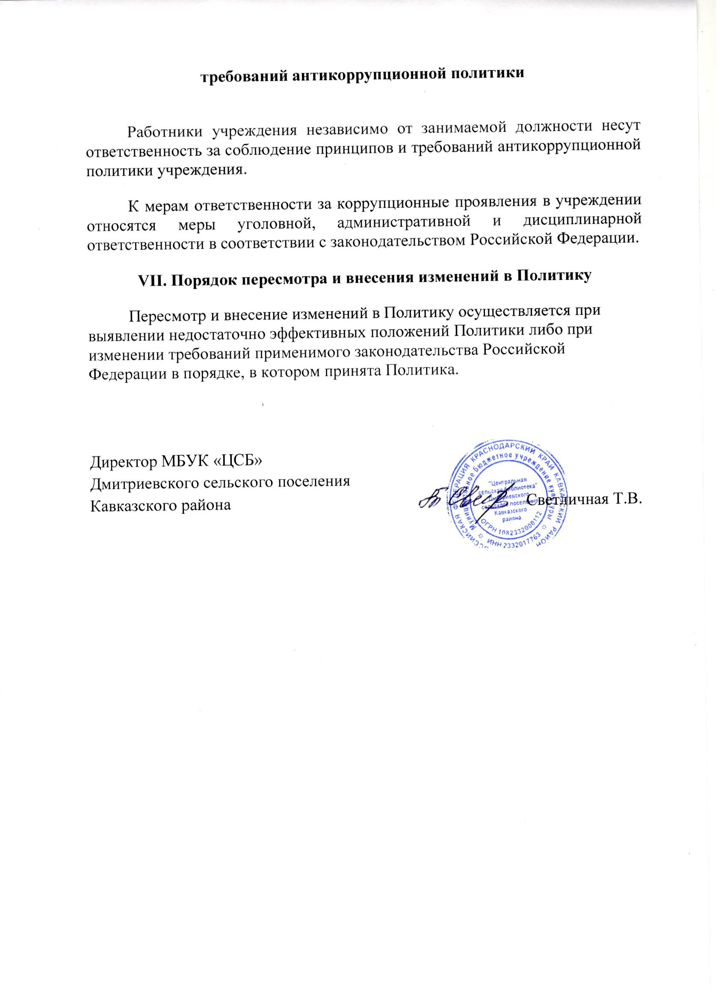 требований антикоррупционной политики
Работники учреждения независимо от занимаемой должности несут
ответственность за соблюдение принципов и требований антикоррупционной
политики учреждения.
К мерам ответственности за коррупционные проявления в учреждении
относятся меры уголовной, административной и дисциплинарной
ответственности в соответствии с законодательством Российской Федерации.
VII. Порядок пересмотра и внесения изменений в Политику
Пересмотр и внесение изменений в Политику осуществляется при
выявлении недостаточно эффективных положений Политики либо при
изменении требований применимого законодательства Российской
Федерации в порядке, в котором принята Политика.
Директор МБУК «ЦСБ»
Дмитриевского сельского поселения
Кавказского района
Светличная Т.В.
ФЕДЕРАЦИЯ КРАСНОДАРСКИЙ КРАЙ КАВКАЗСКИЙ РАЙОН
Муниципальное бюджетное учреждение культуры
"Центральная
сельская библиотека"
Дмитриевского
сельского поселения
Кавказского
района
ОГРН 1082332000112
ИНН 2332017763